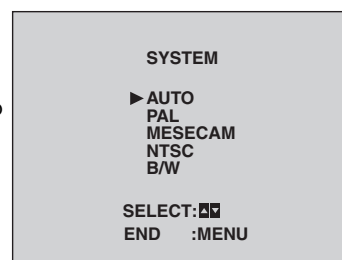 SYSTEM
▶AUTO
PAL
MESECAM
NTSC
B/W
SELECT:▲▼
END :MENU